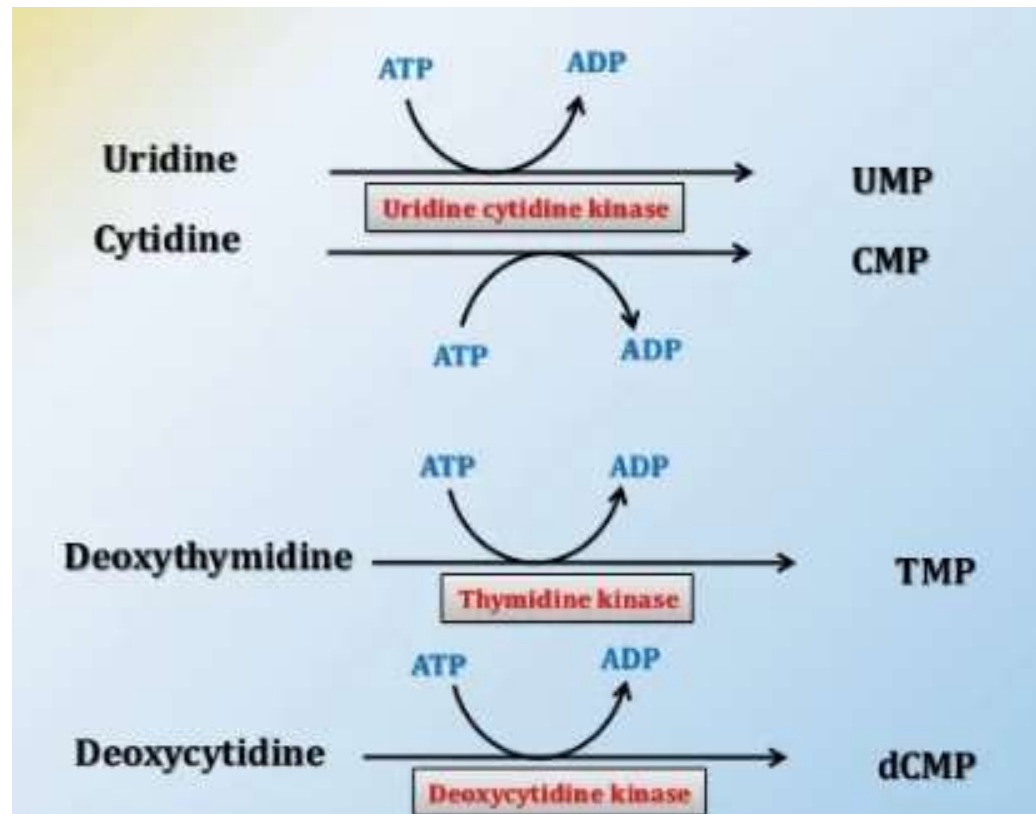 ATP ADP
Uridine UMP
Uridine cytidine kinase
Cytidine CMP
ATP ADP
ATP ADP
Deoxythymidine TMP
Thymidine kinase
ATP ADP
Deoxycytidine dCMP
Deoxycytidine kinase